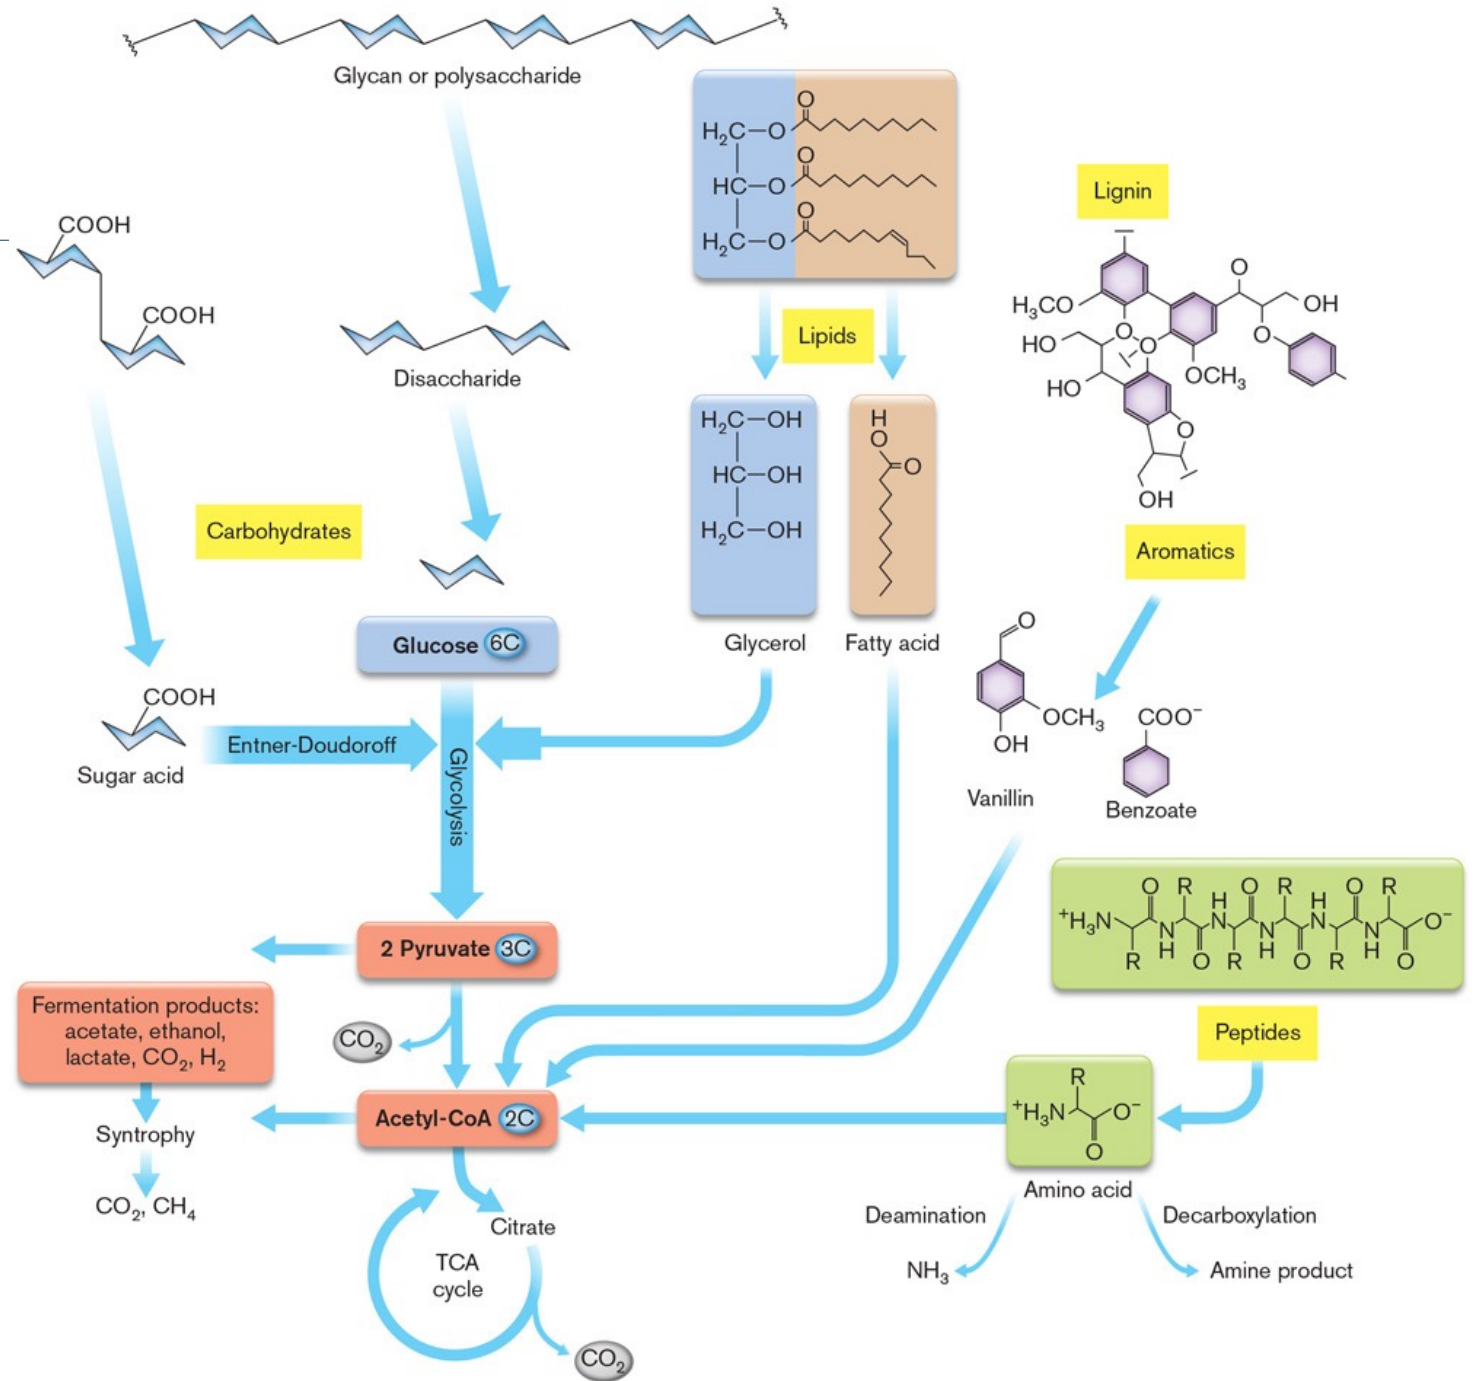 Glycan or polysaccharide
H₂C—O
O
HC—O
O
H₂C—O
O
Lignin
COOH
COOH
Lipids
Disaccharide
H₃CO
O
OH
O
O
O
HO
OCH₃
HO
O
OH
H₂C—OH
HC—OH
H₂C—OH
H
O
O
Carbohydrates
Aromatics
Glucose 6C
Glycerol
Fatty acid
O
OCH₃
OH
Vanillin
COO⁻
Benzoate
COOH
Sugar acid
Entner-Doudoroff
Glycolysis
⁺H₃N
O
R
H
N
O
R
H
N
O
R
O⁻
R
N
H
O
R
N
H
O
R
N
H
O
Peptides
2 Pyruvate 3C
Fermentation products:
acetate, ethanol,
lactate, CO₂, H₂
CO₂
Acetyl-CoA 2C
Syntrophy
CO₂, CH₄
R
⁺H₃N
O⁻
O
Amino acid
Deamination
Decarboxylation
NH₃
Amine product
Citrate
TCA
cycle
CO₂